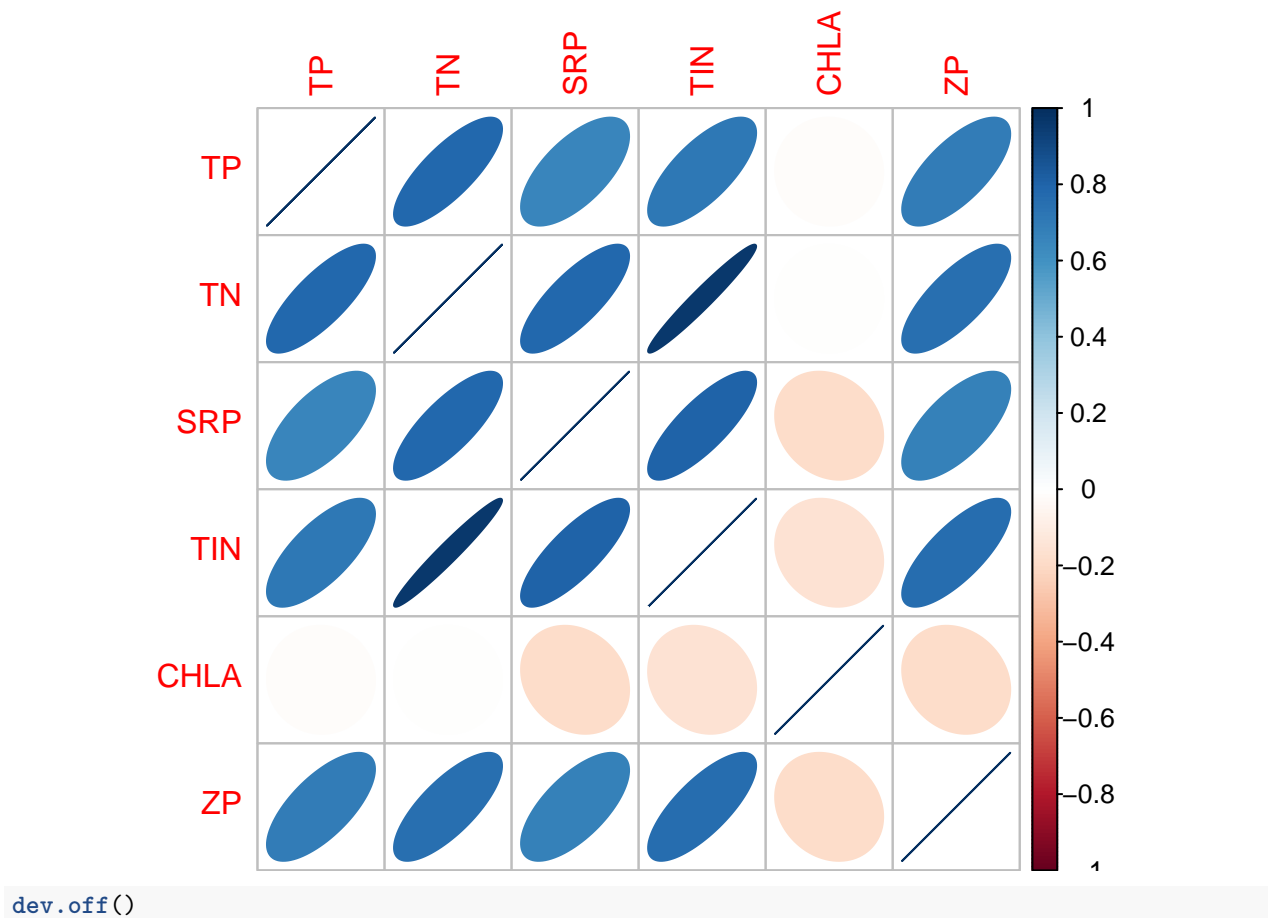 TP TN SRP TIN CHLA ZP
TP
TN
SRP
TIN
CHLA
ZP
1
0.8
0.6
0.4
0.2
0
−0.2
−0.4
−0.6
−0.8
dev.off()